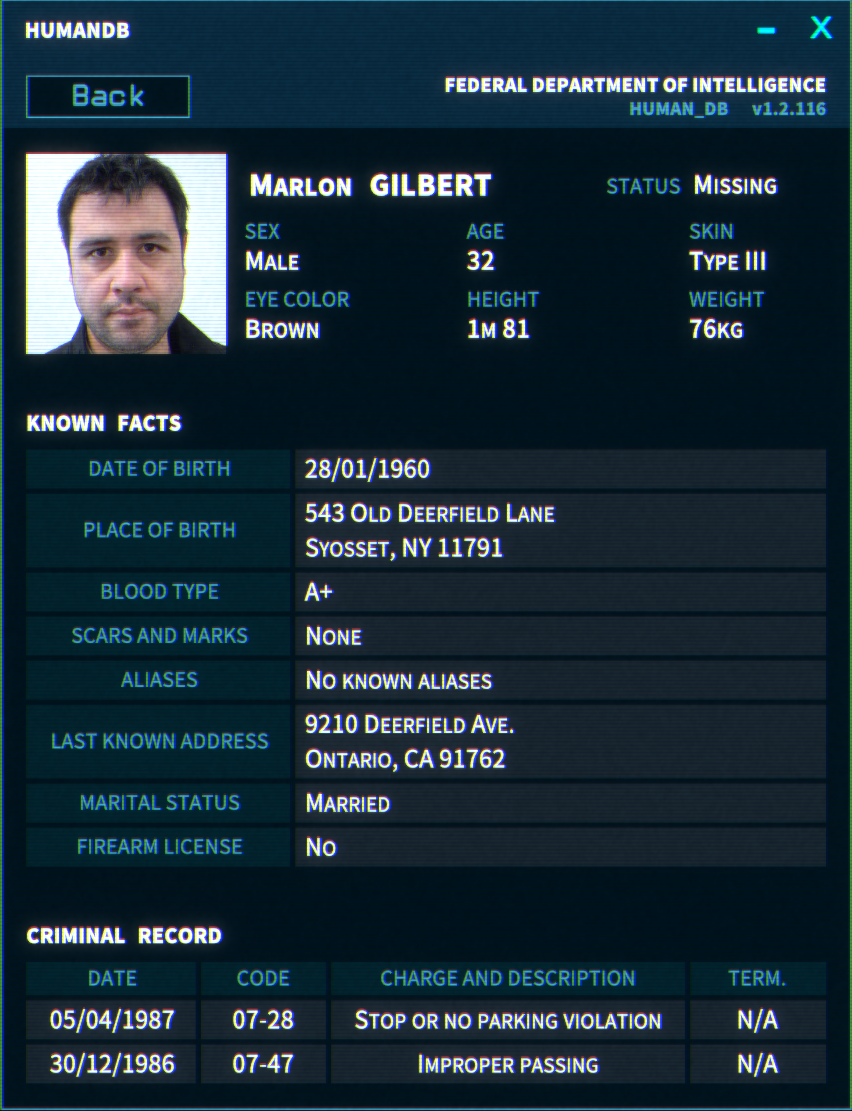 HUMANDB
– X
Back
FEDERAL DEPARTMENT OF INTELLIGENCE
HUMAN_DB v1.2.116
MARLON GILBERT
STATUS MISSING
SEX AGE SKIN
MALE 32 TYPE III
EYE COLOR HEIGHT WEIGHT
BROWN 1M 81 76KG
KNOWN FACTS
DATE OF BIRTH 28/01/1960
PLACE OF BIRTH 543 OLD DEERFIELD LANE
SYOSSET, NY 11791
BLOOD TYPE A+
SCARS AND MARKS NONE
ALIASES NO KNOWN ALIASES
LAST KNOWN ADDRESS 9210 DEERFIELD AVE.
ONTARIO, CA 91762
MARITAL STATUS MARRIED
FIREARM LICENSE NO
CRIMINAL RECORD
DATE CODE CHARGE AND DESCRIPTION TERM.
05/04/1987 07-28 STOP OR NO PARKING VIOLATION N/A
30/12/1986 07-47 IMPROPER PASSING N/A